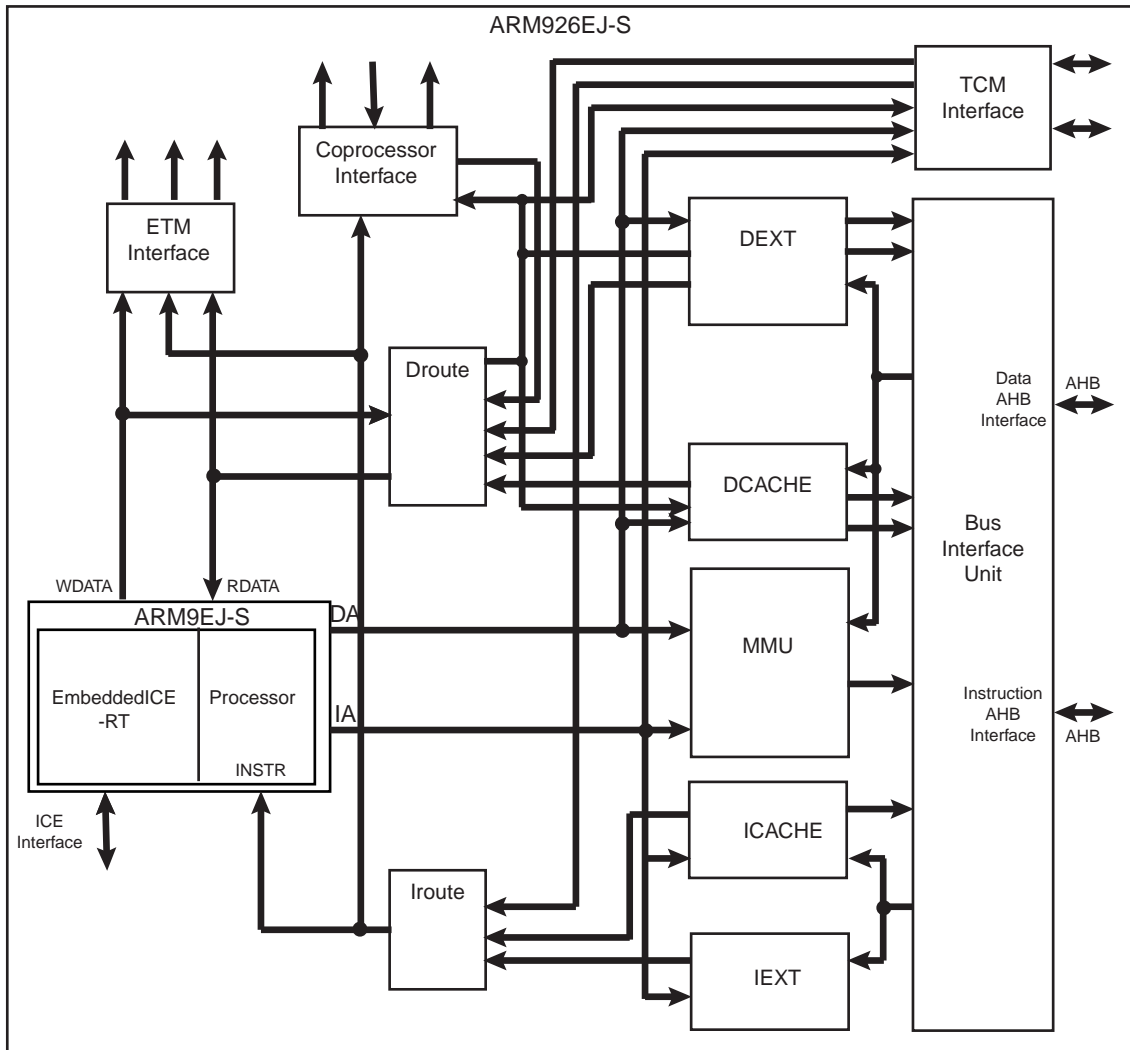 ARM926EJ-S
TCM
Interface
Coprocessor
Interface
ETM
Interface
DEXT
Droute
Data
AHB
Interface
AHB
DCACHE
Bus
Interface
Unit
WDATA
RDATA
ARM9EJ-S
DA
MMU
EmbeddedICE
-RT
Processor
IA
INSTR
Instruction
AHB
Interface
AHB
ICE
Interface
ICACHE
Iroute
IEXT